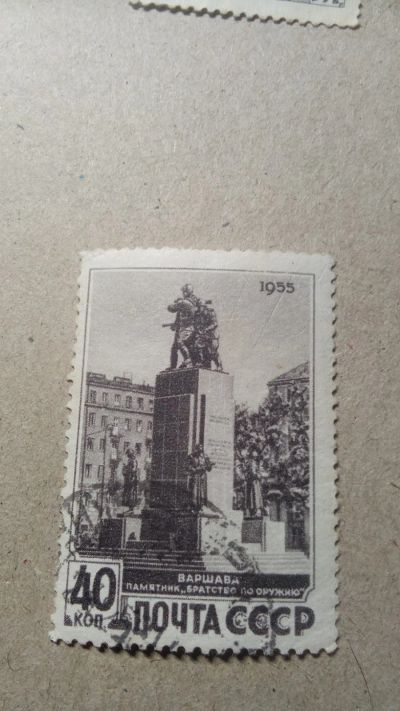 1955
ВАРШАВА
ПАМЯТНИК „БРАТСТВО ПО ОРУЖИЮ"
40
КОП
ПОЧТА СССР